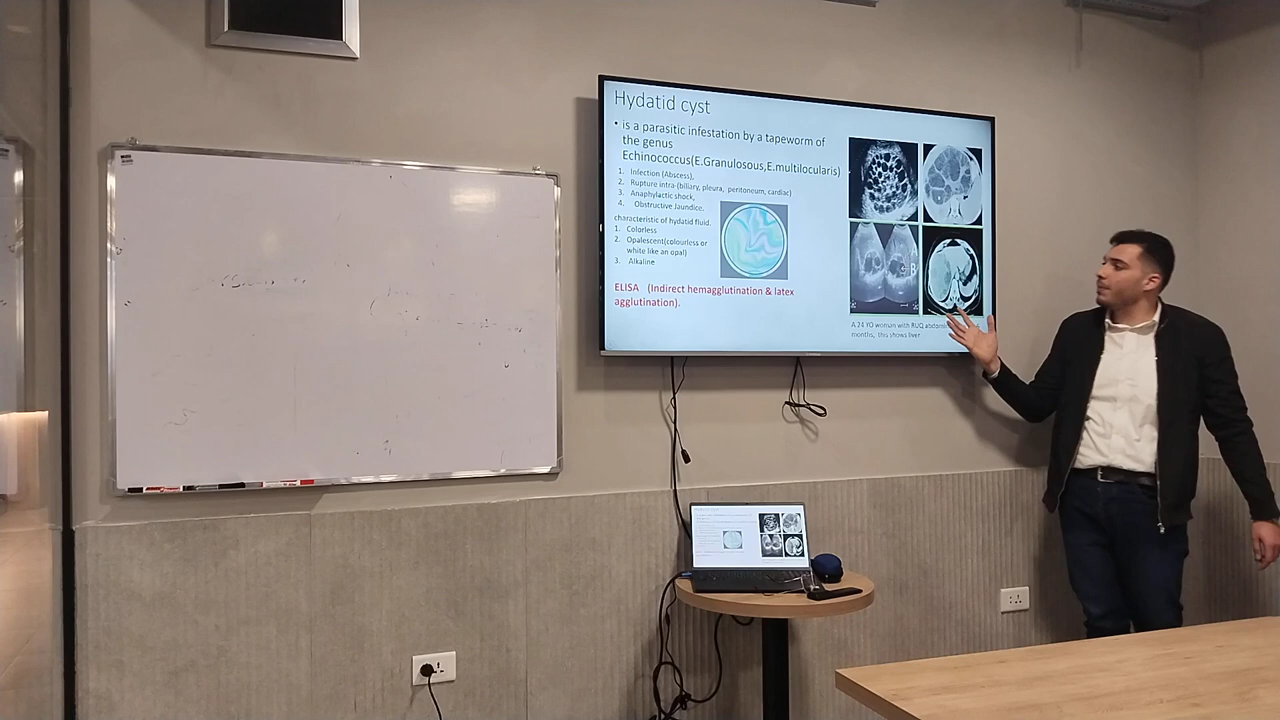 Hydatid cyst
• is a parasitic infestation by a tapeworm of
the genus
Echinococcus(E.Granulosous,E.multilocularis)
1. Infection (Abscess),
2. Rupture intra-(biliary, pleura, peritoneum, cardiac)
3. Anaphylactic shock,
4. Obstructive Jaundice.
characteristic of hydatid fluid.
1. Colorless
2. Opalescent(colourless or
white like an opal)
3. Alkaline
ELISA (Indirect hemagglutination & latex
agglutination).
A 24 YO woman with RUQ
months, this shows liver